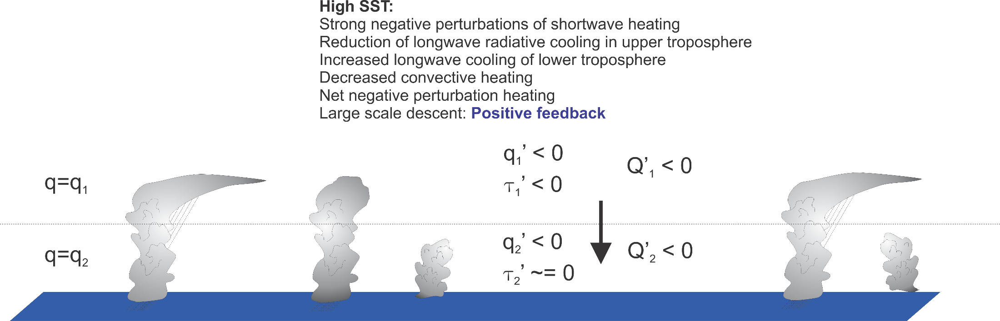 High SST:
Strong negative perturbations of shortwave heating
Reduction of longwave radiative cooling in upper troposphere
Increased longwave cooling of lower troposphere
Decreased convective heating
Net negative perturbation heating
Large scale descent: Positive feedback
q₁’ < 0
Q’₁ < 0
q=q₁
τ₁’ < 0
q₂’ < 0
Q’₂ < 0
q=q₂
τ₂’ ~= 0